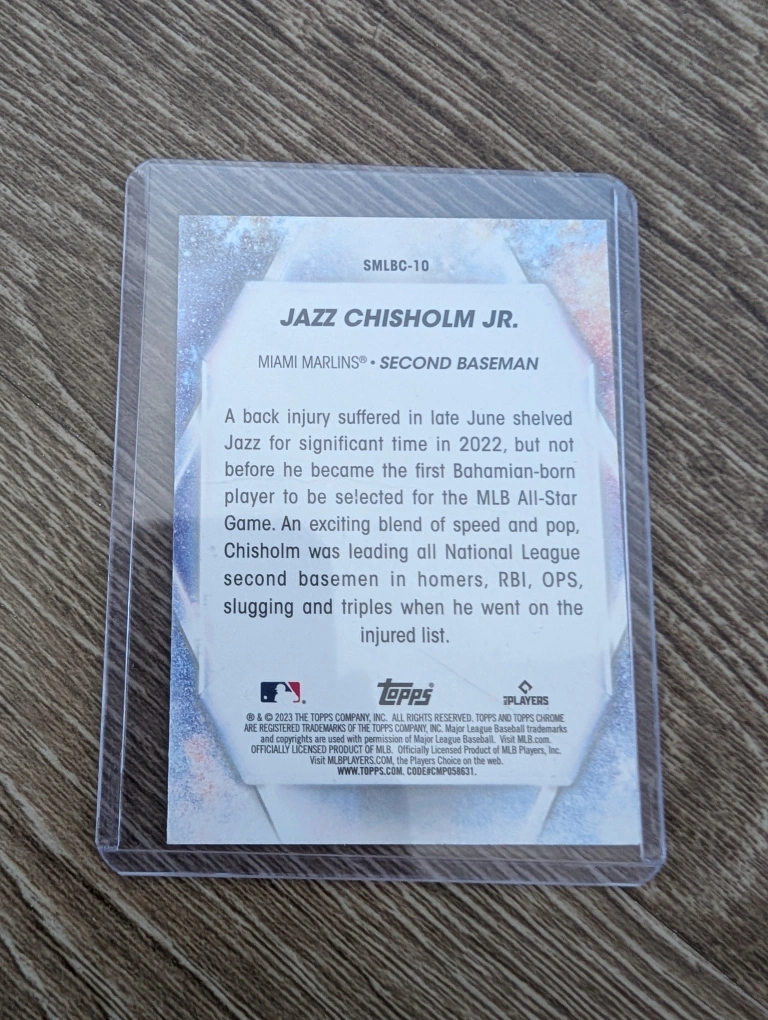 SMLBC-10
JAZZ CHISHOLM JR.
MIAMI MARLINS® • SECOND BASEMAN
A back injury suffered in late June shelved
Jazz for significant time in 2022, but not
before he became the first Bahamian-born
player to be selected for the MLB All-Star
Game. An exciting blend of speed and pop,
Chisholm was leading all National League
second basemen in homers, RBI, OPS,
slugging and triples when he went on the
injured list.
Topps® PLAYERS
® & © 2023 THE TOPPS COMPANY, INC. ALL RIGHTS RESERVED. TOPPS AND TOPPS CHROME
ARE REGISTERED TRADEMARKS OF THE TOPPS COMPANY, INC. Major League Baseball trademarks
and copyrights are used with permission of Major League Baseball. Visit MLB.com.
OFFICIALLY LICENSED PRODUCT OF MLB. Officially Licensed Product of MLB Players, Inc.
Visit MLBPLAYERS.COM, the Players Choice on the web.
WWW.TOPPS.COM. CODE#CMP058631.